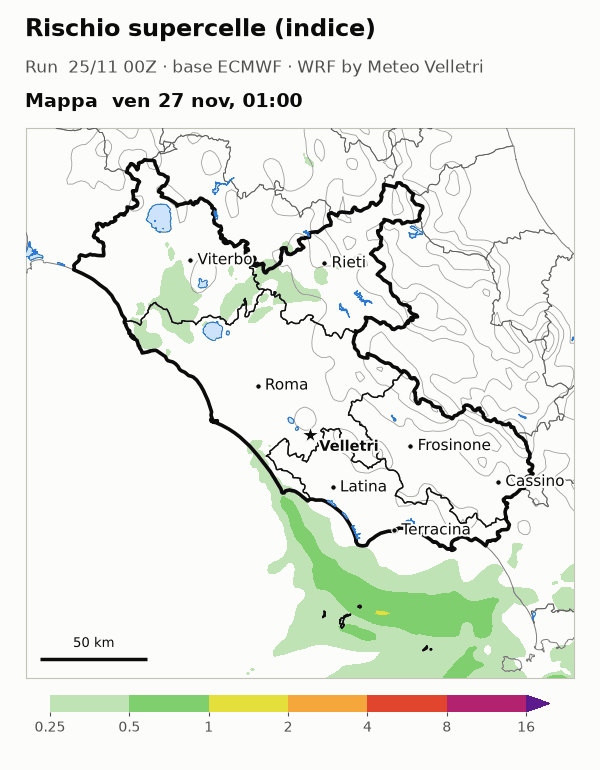 Rischio supercelle (indice)
Run  25/11 00Z · base ECMWF · WRF by Meteo Velletri
Mappa  ven 27 nov, 01:00
Viterbo
Rieti
Roma
Velletri
Frosinone
Latina
Cassino
Terracina
50 km
0.25 0.5 1 2 4 8 16